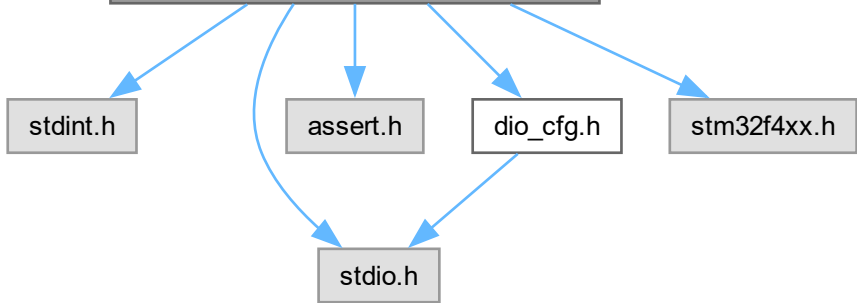 stdint.h
assert.h
dio_cfg.h
stm32f4xx.h
stdio.h